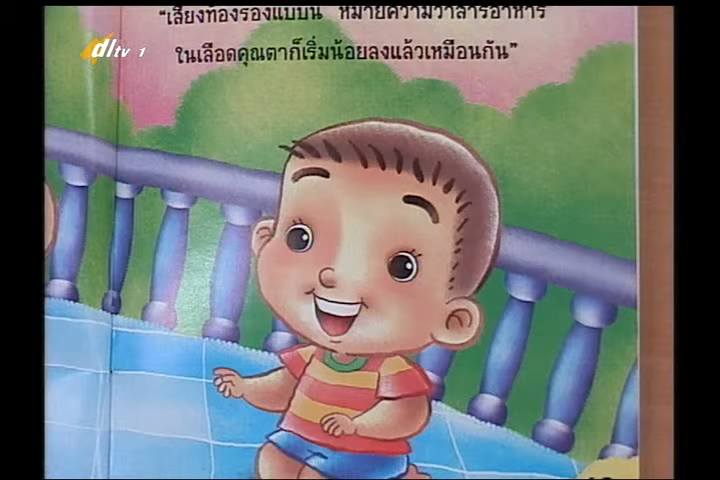 “เสียงท้องร้องแบบนี้ หมายความว่าสารอาหาร
ในเลือดคุณตาก็เริ่มน้อยลงแล้วเหมือนกัน”
dltv 1